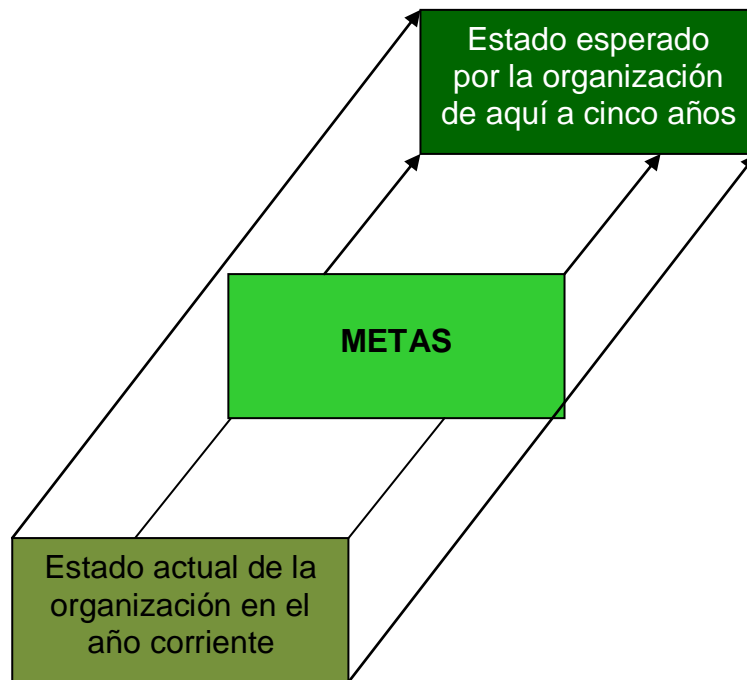 Estado esperado
por la organización
de aquí a cinco años
METAS
Estado actual de la
organización en el
año corriente